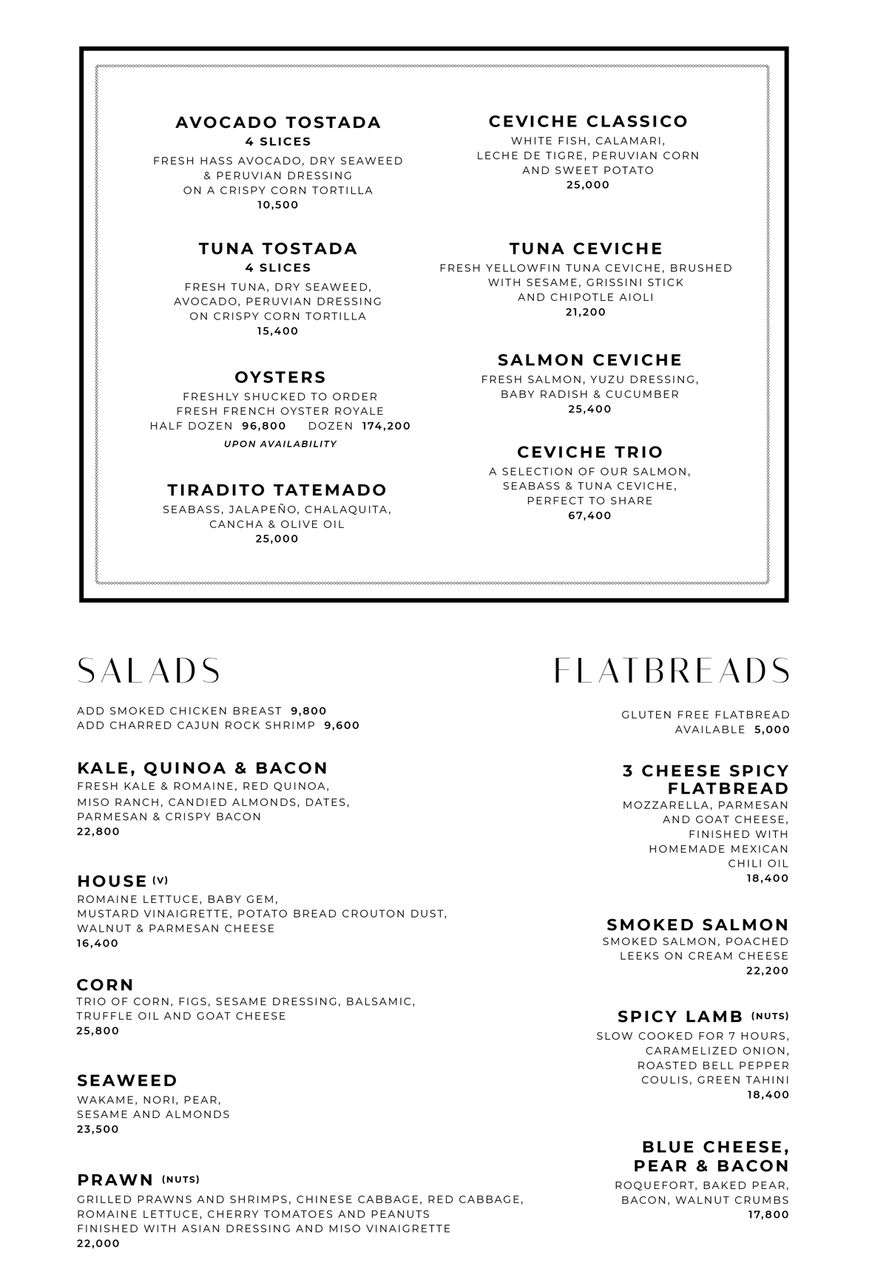 AVOCADO TOSTADA
4 SLICES
FRESH HASS AVOCADO, DRY SEAWEED
& PERUVIAN DRESSING
ON A CRISPY CORN TORTILLA
10,500
TUNA TOSTADA
4 SLICES
FRESH TUNA, DRY SEAWEED,
AVOCADO, PERUVIAN DRESSING
ON CRISPY CORN TORTILLA
15,400
OYSTERS
FRESHLY SHUCKED TO ORDER
FRESH FRENCH OYSTER ROYALE
HALF DOZEN 96,800 DOZEN 174,200
UPON AVAILABILITY
TIRADITO TATEMADO
SEABASS, JALAPEÑO, CHALAQUITA,
CANCHA & OLIVE OIL
25,000
CEVICHE CLASSICO
WHITE FISH, CALAMARI,
LECHE DE TIGRE, PERUVIAN CORN
AND SWEET POTATO
25,000
TUNA CEVICHE
FRESH YELLOWFIN TUNA CEVICHE, BRUSHED
WITH SESAME, GRISSINI STICK
AND CHIPOTLE AIOLI
21,200
SALMON CEVICHE
FRESH SALMON, YUZU DRESSING,
BABY RADISH & CUCUMBER
25,400
CEVICHE TRIO
A SELECTION OF OUR SALMON,
SEABASS & TUNA CEVICHE,
PERFECT TO SHARE
67,400
SALADS
ADD SMOKED CHICKEN BREAST 9,800
ADD CHARRED CAJUN ROCK SHRIMP 9,600
KALE, QUINOA & BACON
FRESH KALE & ROMAINE, RED QUINOA,
MISO RANCH, CANDIED ALMONDS, DATES,
PARMESAN & CRISPY BACON
22,800
HOUSE (V)
ROMAINE LETTUCE, BABY GEM,
MUSTARD VINAIGRETTE, POTATO BREAD CROUTON DUST,
WALNUT & PARMESAN CHEESE
16,400
CORN
TRIO OF CORN, FIGS, SESAME DRESSING, BALSAMIC,
TRUFFLE OIL AND GOAT CHEESE
25,800
SEAWEED
WAKAME, NORI, PEAR,
SESAME AND ALMONDS
23,500
PRAWN (NUTS)
GRILLED PRAWNS AND SHRIMPS, CHINESE CABBAGE, RED CABBAGE,
ROMAINE LETTUCE, CHERRY TOMATOES AND PEANUTS
FINISHED WITH ASIAN DRESSING AND MISO VINAIGRETTE
22,000
FLATBREADS
GLUTEN FREE FLATBREAD
AVAILABLE 5,000
3 CHEESE SPICY
FLATBREAD
MOZZARELLA, PARMESAN
AND GOAT CHEESE,
FINISHED WITH
HOMEMADE MEXICAN
CHILI OIL
18,400
SMOKED SALMON
SMOKED SALMON, POACHED
LEEKS ON CREAM CHEESE
22,200
SPICY LAMB (NUTS)
SLOW COOKED FOR 7 HOURS,
CARAMELIZED ONION,
ROASTED BELL PEPPER
COULIS, GREEN TAHINI
18,400
BLUE CHEESE,
PEAR & BACON
ROQUEFORT, BAKED PEAR,
BACON, WALNUT CRUMBS
17,800